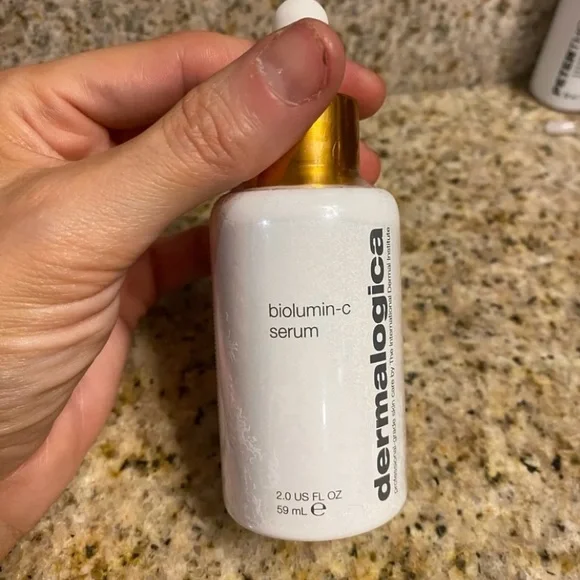 biolumin-c
serum
dermalogica
professional-grade skin care by The International Dermal Institute
2.0 US FL OZ
59 mL e